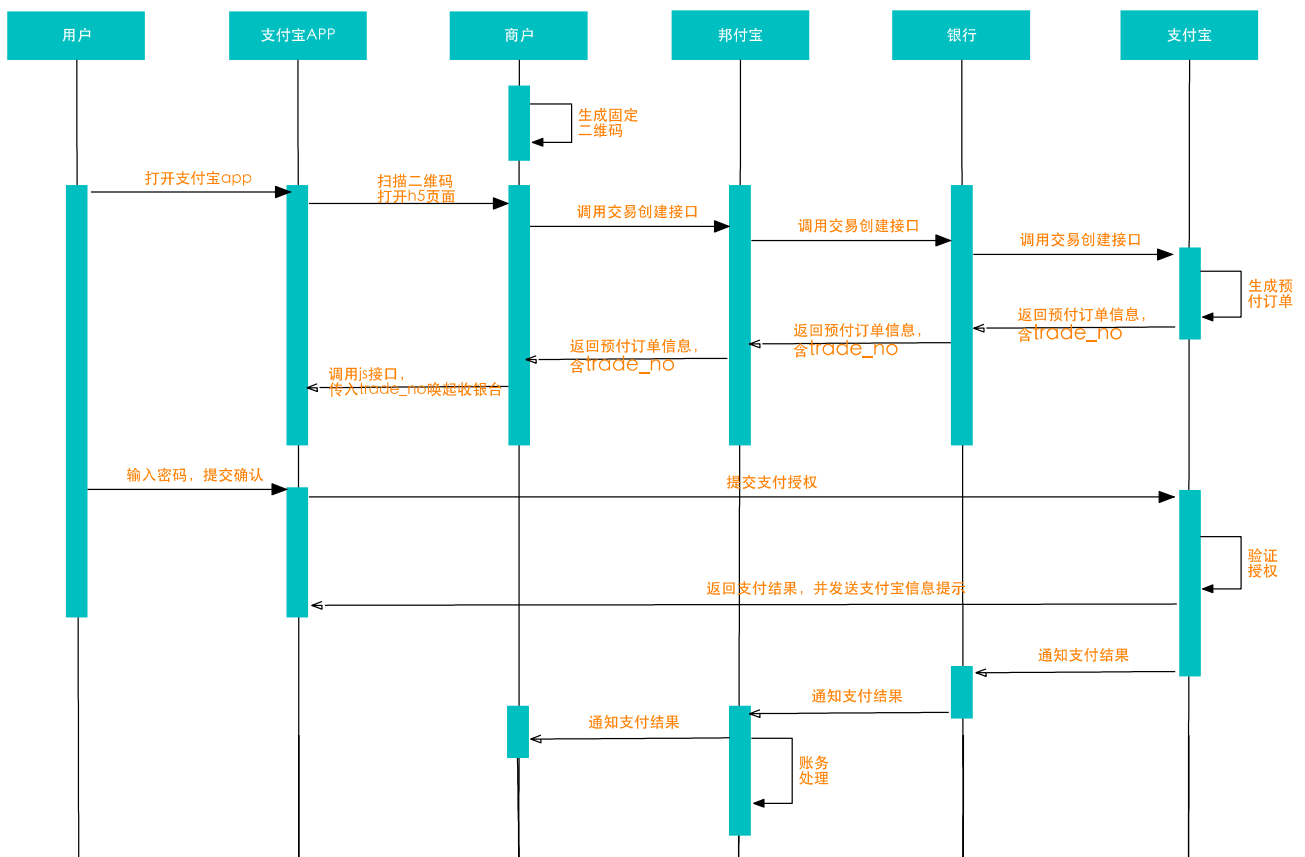 用户
支付宝APP
商户
邦付宝
银行
支付宝
生成固定
二维码
打开支付宝app
扫描二维码
打开h5页面
调用交易创建接口
调用交易创建接口
调用交易创建接口
生成预
付订单
返回预付订单信息，
含trade_no
返回预付订单信息，
含trade_no
返回预付订单信息，
含trade_no
调用js接口，
传入trade_no唤起收银台
输入密码，提交确认
提交支付授权
验证
授权
返回支付结果，并发送支付宝信息提示
通知支付结果
通知支付结果
通知支付结果
账务
处理